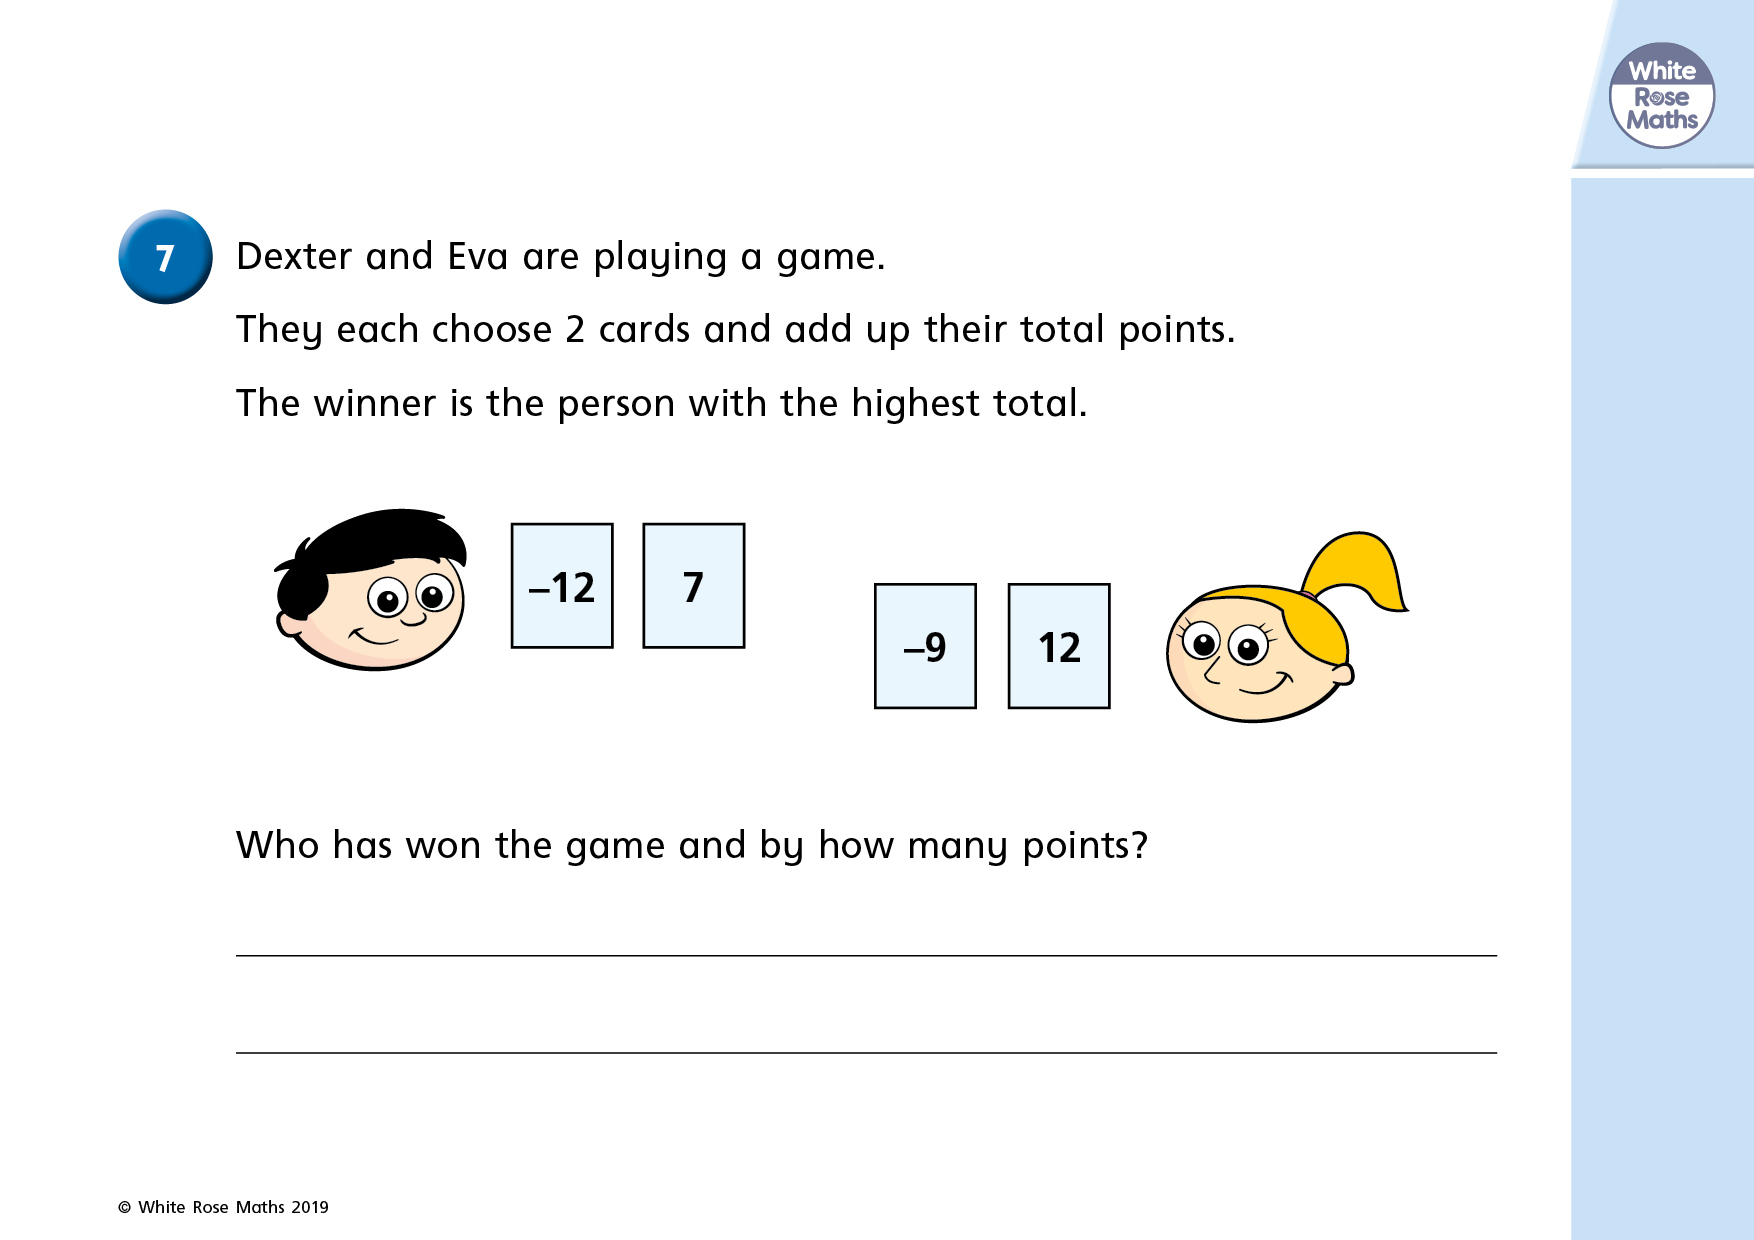 White
Rose
Maths
7
Dexter and Eva are playing a game.
They each choose 2 cards and add up their total points.
The winner is the person with the highest total.
–12 7
–9 12
Who has won the game and by how many points?
© White Rose Maths 2019